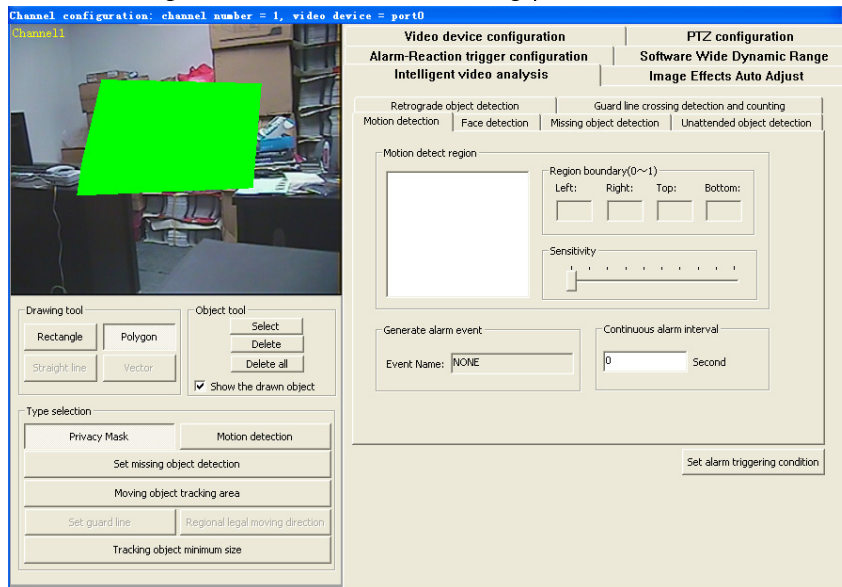 Channel configuration: channel number = 1, video device = port0
Channel1
Video device configuration
PTZ configuration
Alarm-Reaction trigger configuration
Software Wide Dynamic Range
Intelligent video analysis
Image Effects Auto Adjust
Retrograde object detection
Guard line crossing detection and counting
Motion detection
Face detection
Missing object detection
Unattended object detection
Motion detect region
Region boundary(0～1)
Left: Right: Top: Bottom:
Sensitivity
Generate alarm event
Event Name: NONE
Continuous alarm interval
0 Second
Set alarm triggering condition
Drawing tool
Rectangle
Polygon
Straight line
Vector
Object tool
Select
Delete
Delete all
Show the drawn object
Type selection
Privacy Mask
Motion detection
Set missing object detection
Moving object tracking area
Set guard line
Regional legal moving direction
Tracking object minimum size